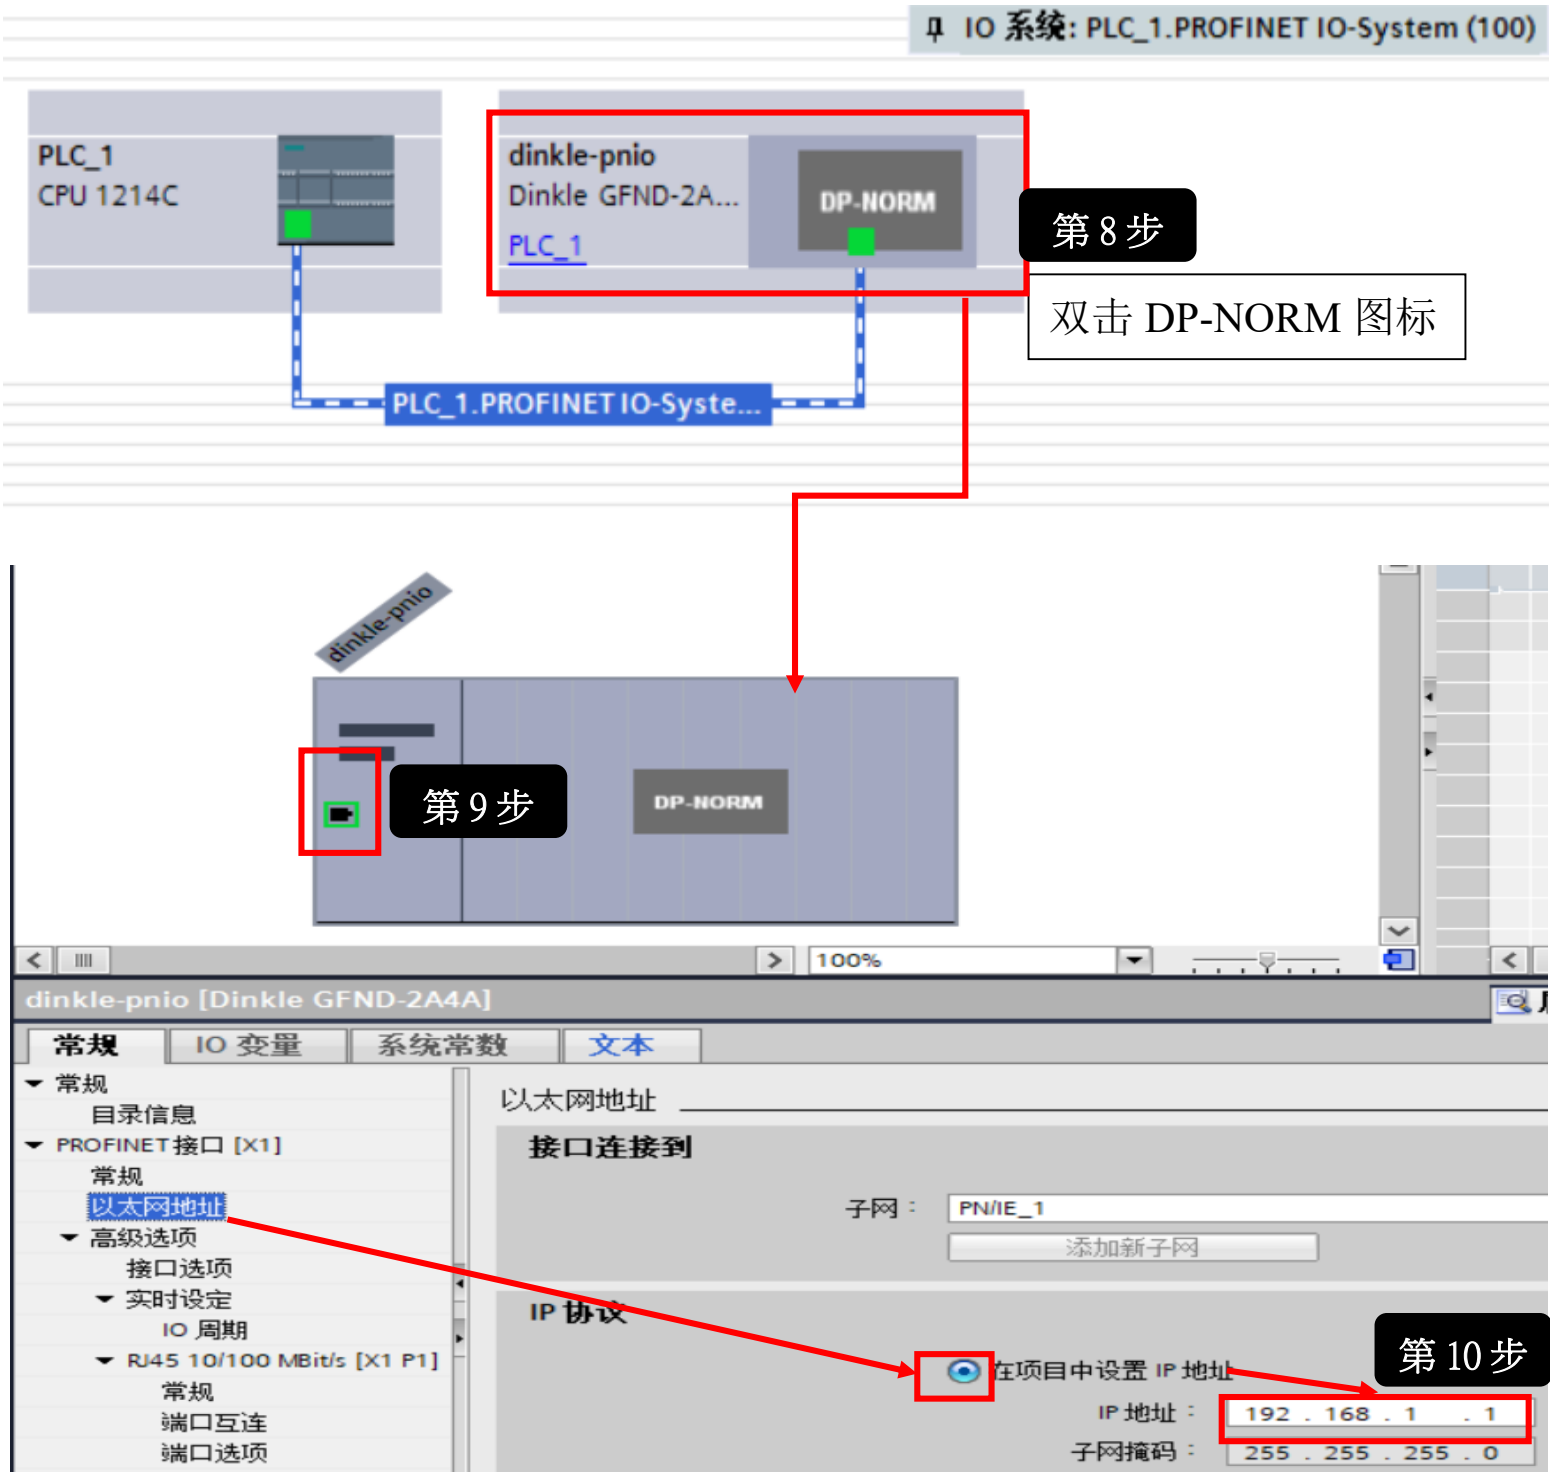 IO 系统: PLC_1.PROFINET IO-System (100)
PLC_1
CPU 1214C
dinkle-pnio
Dinkle GFND-2A...
PLC_1
DP-NORM
第 8 步
双击 DP-NORM 图标
PLC_1.PROFINET IO-Syste...
dinkle-pnio
第 9 步
DP-NORM
100%
dinkle-pnio [Dinkle GFND-2A4A]
常规
IO 变量
系统常数
文本
常规
目录信息
PROFINET接口 [X1]
常规
以太网地址
高级选项
接口选项
实时设定
IO 周期
RJ45 10/100 MBit/s [X1 P1]
常规
端口互连
端口选项
以太网地址
接口连接到
子网：
PN/IE_1
添加新子网
IP 协议
第 10 步
在项目中设置 IP 地址
IP 地址：
192 . 168 . 1 . 1
子网掩码：
255 . 255 . 255 . 0